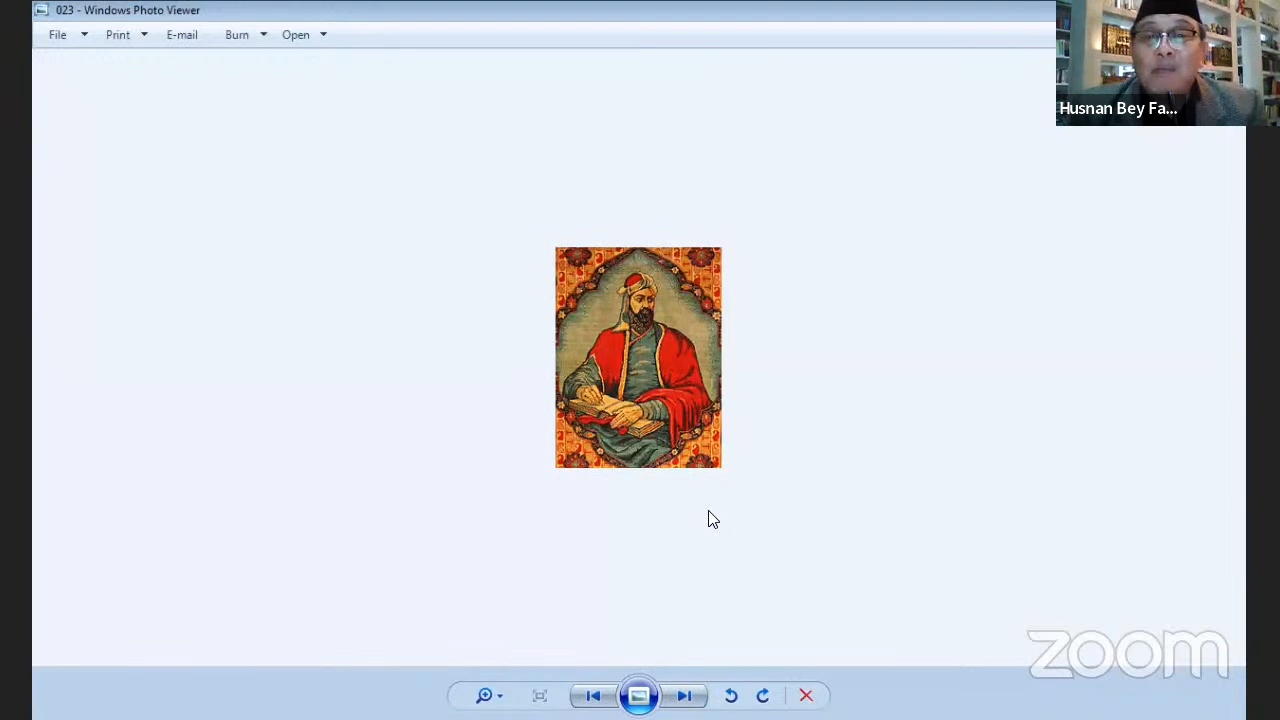 023 - Windows Photo Viewer
File Print E-mail Burn Open
Husnan Bey Fa...
zoom